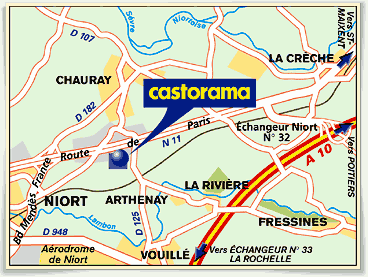 Sèvre
Niortaise
Vers ST-
MAIXENT
D 107
LA CRÈCHE
CHAURAY
castorama
D 182
Échangeur Niort
N° 32
Route de Paris
N 11
A 10
Vers POITIERS
Bd Mendès France
NIORT
ARTHENAY
LA RIVIÈRE
Lambon
D 125
FRESSINES
D 948
Aérodrome
de Niort
VOUILLÉ
Vers ÉCHANGEUR N° 33
LA ROCHELLE